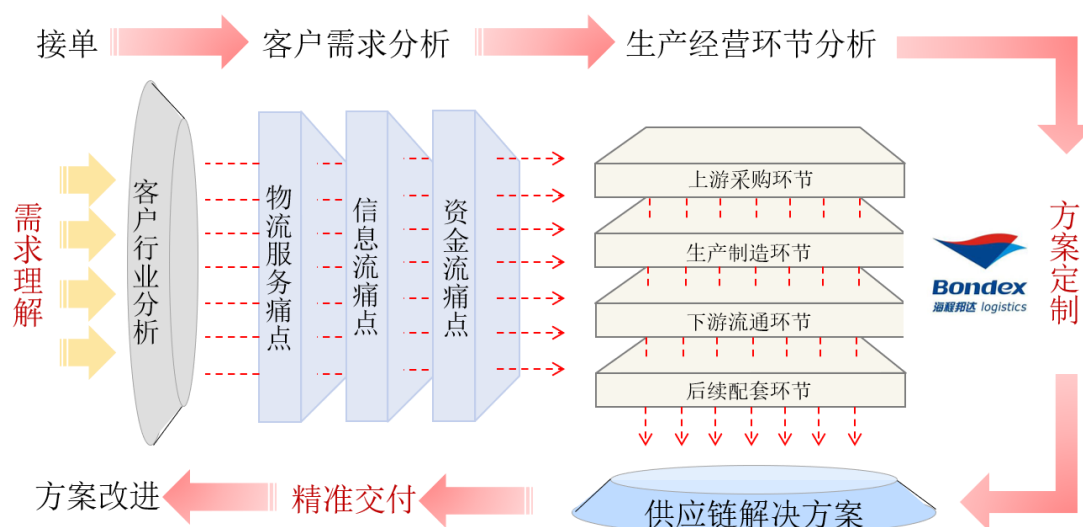 接单
客户需求分析
生产经营环节分析
需求理解
客户行业分析
物流服务痛点
信息流痛点
资金流痛点
上游采购环节
生产制造环节
下游流通环节
后续配套环节
Bondex
海程邦达 logistics
方案定制
供应链解决方案
精准交付
方案改进